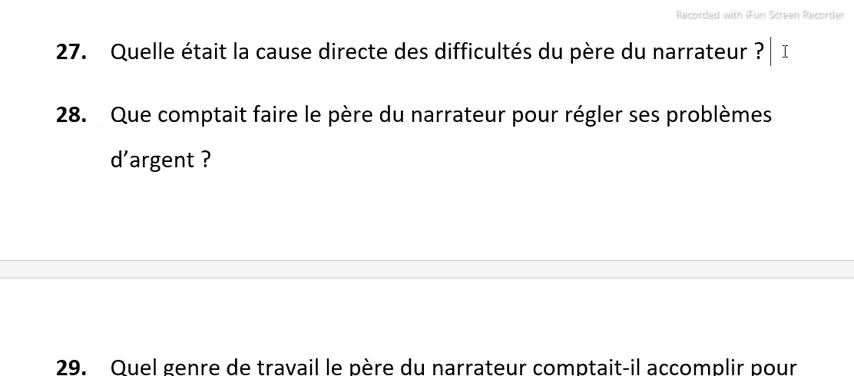 Recorded with iFun Screen Recorder
27. Quelle était la cause directe des difficultés du père du narrateur ?
28. Que comptait faire le père du narrateur pour régler ses problèmes
d’argent ?
29. Quel genre de travail le père du narrateur comptait-il accomplir pour